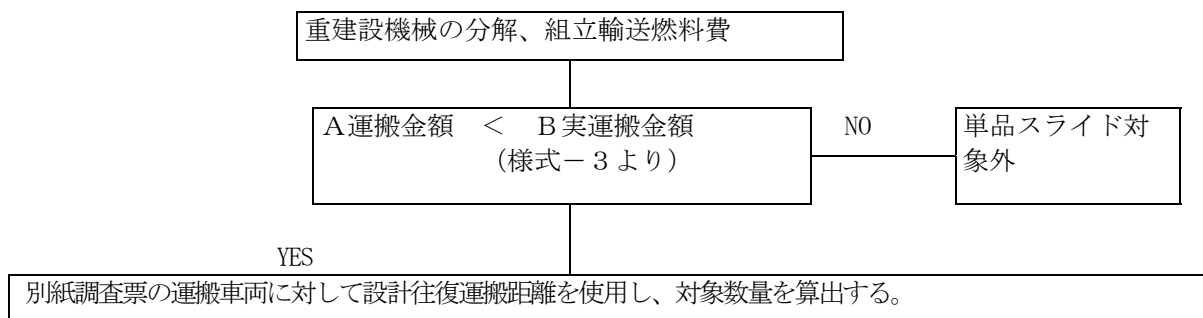 重建設機械の分解、組立輸送燃料費
Ａ運搬金額　＜　Ｂ実運搬金額
（様式－３より）
NO
単品スライド対
象外
YES
別紙調査票の運搬車両に対して設計往復運搬距離を使用し、対象数量を算出する。